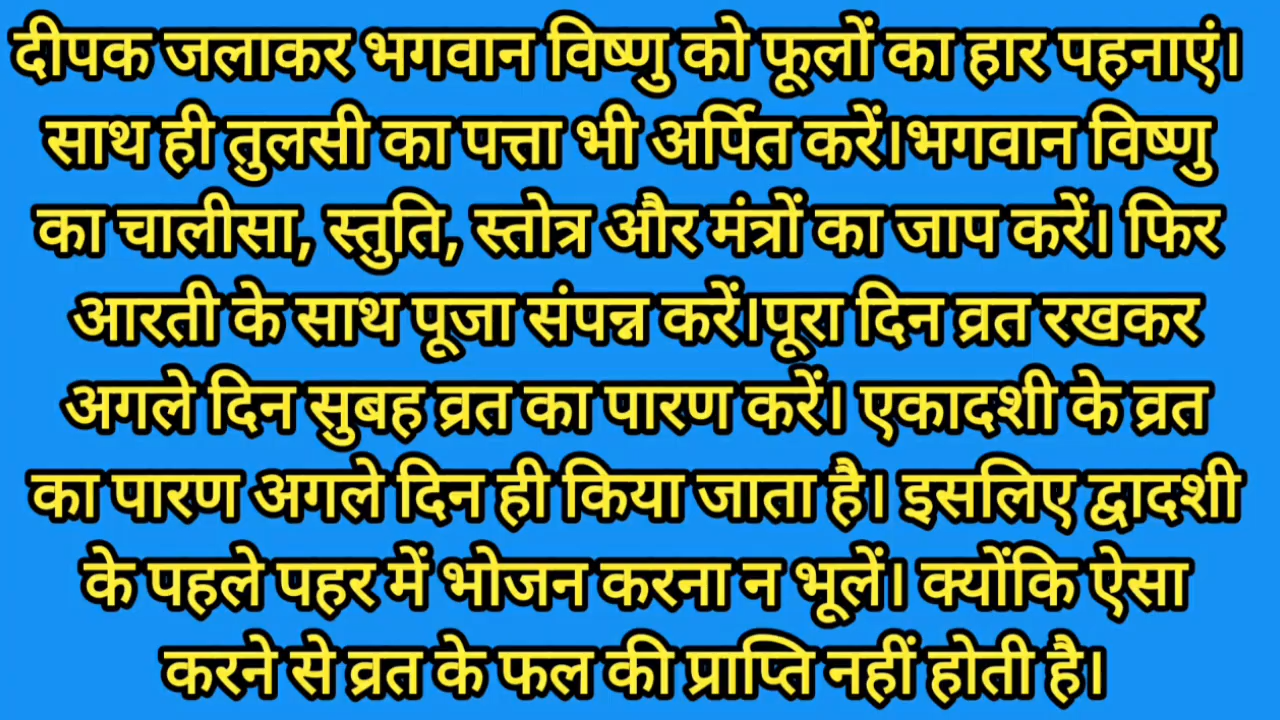 दीपक जलाकर भगवान विष्णु को फूलों का हार पहनाएं।
साथ ही तुलसी का पत्ता भी अर्पित करें।भगवान विष्णु
का चालीसा, स्तुति, स्तोत्र और मंत्रों का जाप करें। फिर
आरती के साथ पूजा संपन्न करें।पूरा दिन व्रत रखकर
अगले दिन सुबह व्रत का पारण करें। एकादशी के व्रत
का पारण अगले दिन ही किया जाता है। इसलिए द्वादशी
के पहले पहर में भोजन करना न भूलें। क्योंकि ऐसा
करने से व्रत के फल की प्राप्ति नहीं होती है।